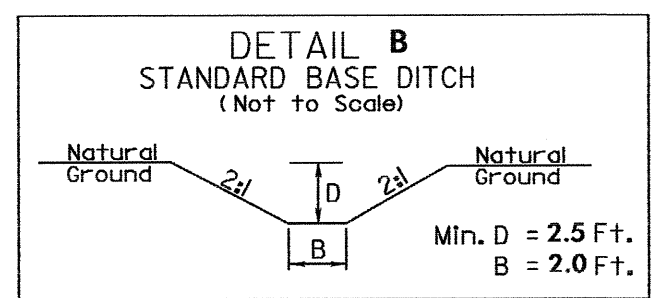 DETAIL B
STANDARD BASE DITCH
(Not to Scale)
Natural
Ground
2:1
D
2:1
Natural
Ground
B
Min. D = 2.5 Ft.
B = 2.0 Ft.